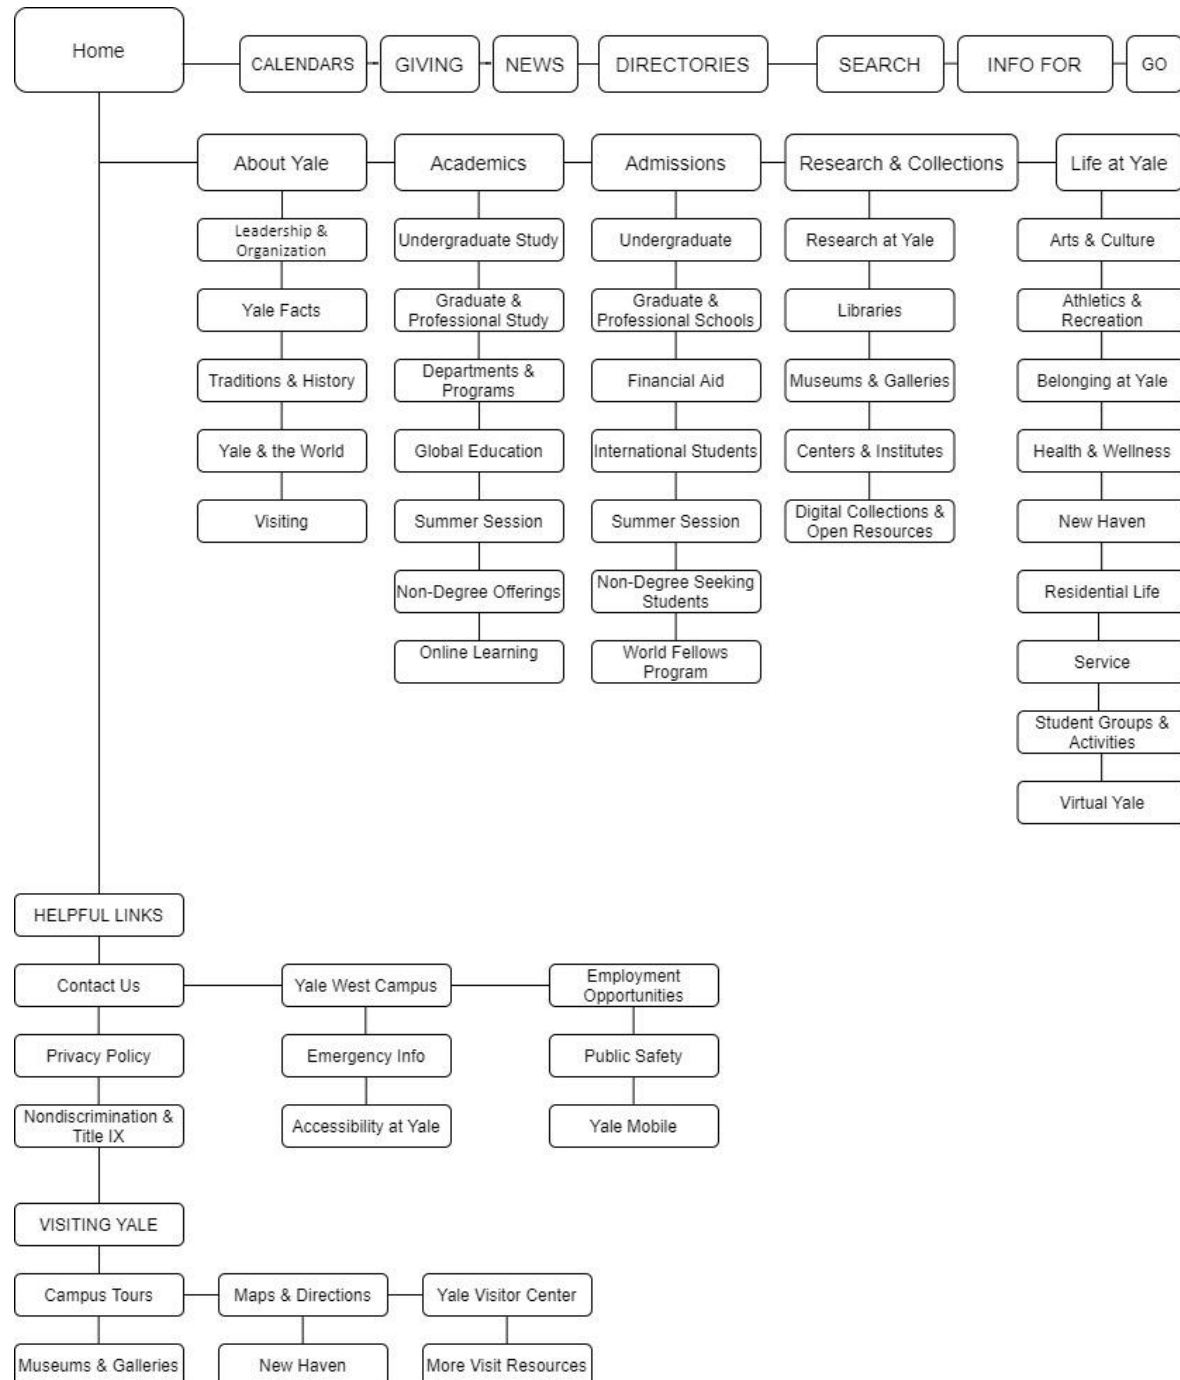 Home
CALENDARS
GIVING
NEWS
DIRECTORIES
SEARCH
INFO FOR
GO
About Yale
Academics
Admissions
Research & Collections
Life at Yale
Leadership &
Organization
Undergraduate Study
Undergraduate
Research at Yale
Arts & Culture
Yale Facts
Graduate &
Professional Study
Graduate &
Professional Schools
Libraries
Athletics &
Recreation
Traditions & History
Departments &
Programs
Financial Aid
Museums & Galleries
Belonging at Yale
Yale & the World
Global Education
International Students
Centers & Institutes
Health & Wellness
Visiting
Summer Session
Summer Session
Digital Collections &
Open Resources
New Haven
Non-Degree Offerings
Non-Degree Seeking
Students
Residential Life
Online Learning
World Fellows
Program
Service
Student Groups &
Activities
Virtual Yale
HELPFUL LINKS
Contact Us
Yale West Campus
Employment
Opportunities
Privacy Policy
Emergency Info
Public Safety
Nondiscrimination &
Title IX
Accessibility at Yale
Yale Mobile
VISITING YALE
Campus Tours
Maps & Directions
Yale Visitor Center
Museums & Galleries
New Haven
More Visit Resources